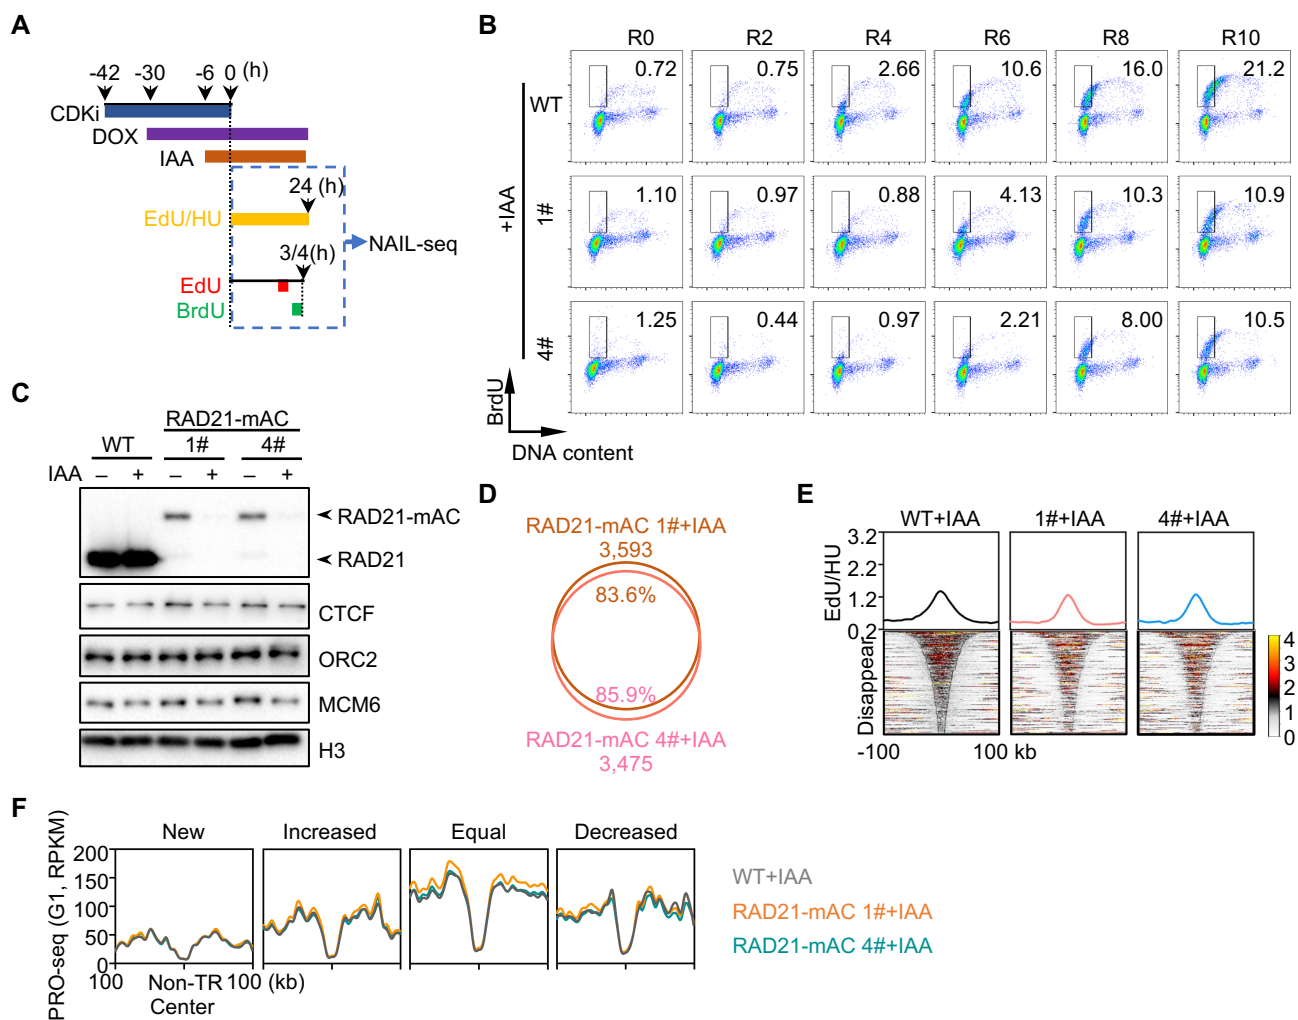 A
-42 -30 -6 0 (h)
CDKi
DOX
IAA
24 (h)
EdU/HU
NAIL-seq
3/4(h)
EdU
BrdU
B
R0 R2 R4 R6 R8 R10
+IAA
WT
0.72 0.75 2.66 10.6 16.0 21.2
1#
1.10 0.97 0.88 4.13 10.3 10.9
4#
1.25 0.44 0.97 2.21 8.00 10.5
BrdU
DNA content
C
RAD21-mAC
WT 1# 4#
IAA – + – + – +
RAD21-mAC
RAD21
CTCF
ORC2
MCM6
H3
D
RAD21-mAC 1#+IAA
3,593
83.6%
85.9%
RAD21-mAC 4#+IAA
3,475
E
WT+IAA 1#+IAA 4#+IAA
EdU/HU
3.2
2.2
1.2
0.2
Disappear
4
3
2
1
0
-100 100 kb
F
New Increased Equal Decreased
PRO-seq (G1, RPKM)
200
150
100
50
0
100 Non-TR 100 (kb)
Center
WT+IAA
RAD21-mAC 1#+IAA
RAD21-mAC 4#+IAA